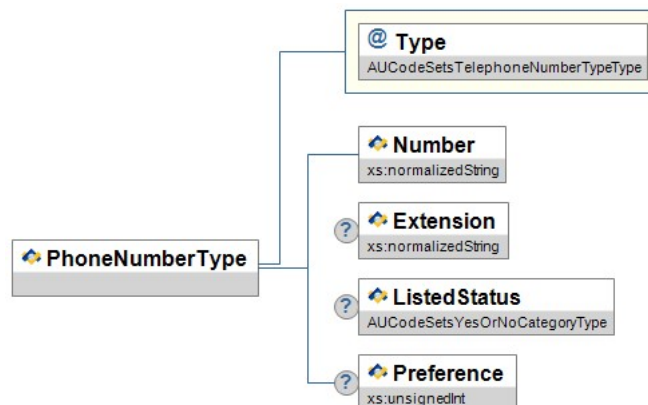 @ Type
AUCodeSetsTelephoneNumberTypeType
Number
xs:normalizedString
PhoneNumberType
? Extension
xs:normalizedString
? ListedStatus
AUCodeSetsYesOrNoCategoryType
? Preference
xs:unsignedInt